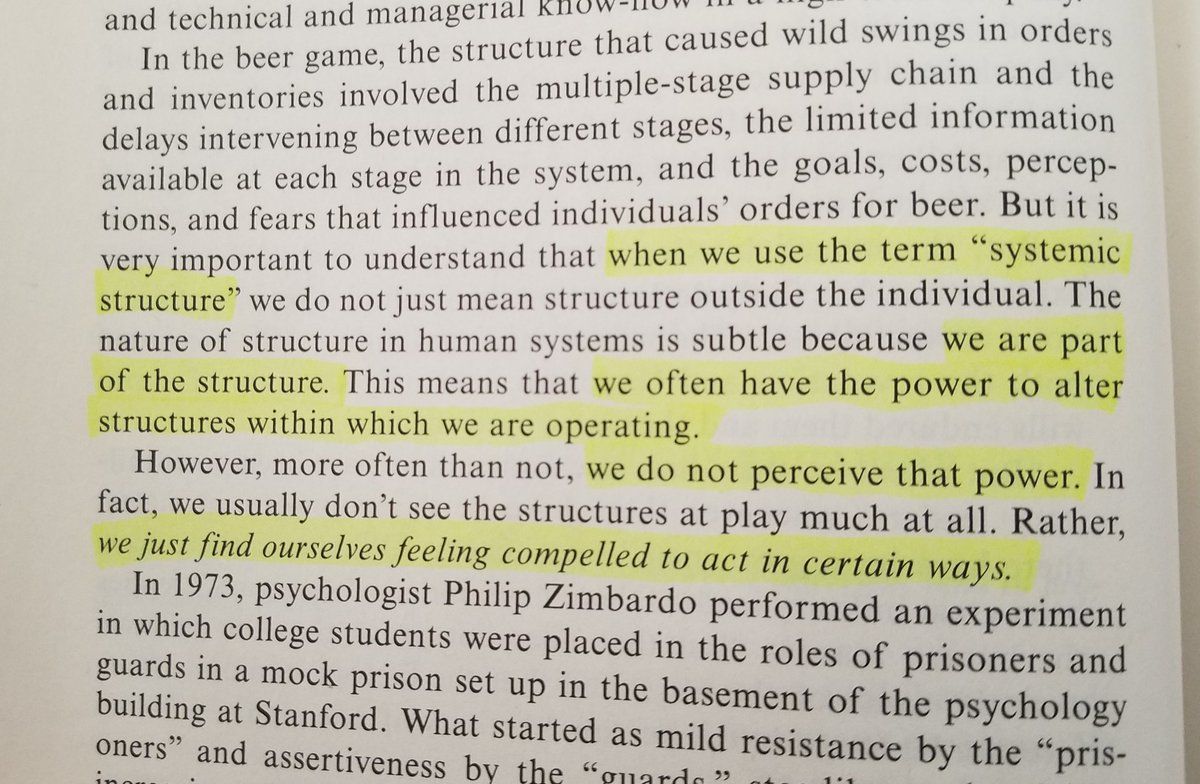 and technical and managerial know-how in a high
In the beer game, the structure that caused wild swings in orders
and inventories involved the multiple-stage supply chain and the
delays intervening between different stages, the limited information
available at each stage in the system, and the goals, costs, percep-
tions, and fears that influenced individuals’ orders for beer. But it is
very important to understand that when we use the term “systemic
structure” we do not just mean structure outside the individual. The
nature of structure in human systems is subtle because we are part
of the structure. This means that we often have the power to alter
structures within which we are operating.
However, more often than not, we do not perceive that power. In
fact, we usually don’t see the structures at play much at all. Rather,
we just find ourselves feeling compelled to act in certain ways.
In 1973, psychologist Philip Zimbardo performed an experiment
in which college students were placed in the roles of prisoners and
guards in a mock prison set up in the basement of the psychology
building at Stanford. What started as mild resistance by the “pris-
oners” and assertiveness by the “guards”